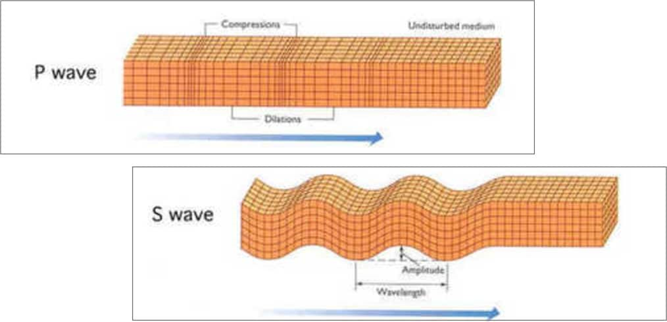 Compressions
Undisturbed medium
P wave
Dilations
S wave
Amplitude
Wavelength